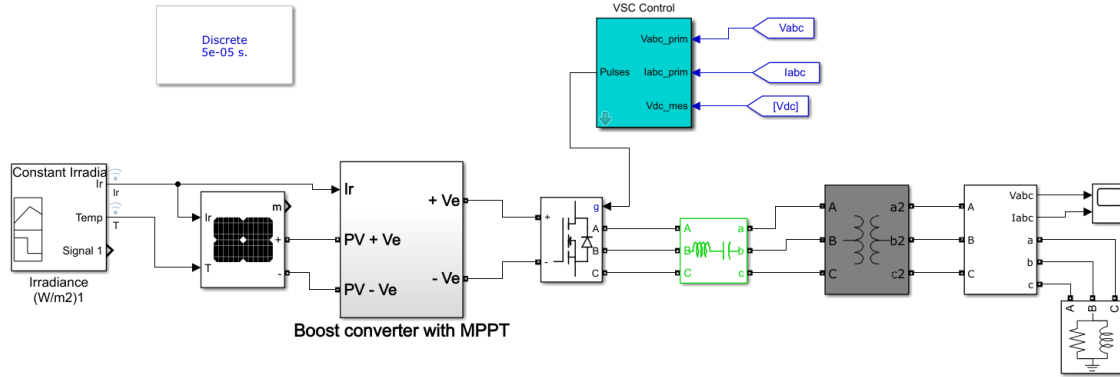 VSC Control
Discrete
5e-05 s.
Vabc_prim
Vabc
Pulses
Iabc_prim
Iabc
Vdc_mes
[Vdc]
Constant Irradia
Ir
Ir
Temp
T
Signal 1
Irradiance
(W/m2)1
m
Ir
+
T
-
Ir
+ Ve
PV + Ve
- Ve
PV - Ve
Boost converter with MPPT
g
+
A
B
-
C
A
a
B
b
C
c
A
a2
B
b2
C
c2
A
Vabc
Iabc
B
a
b
C
c
A
B
C